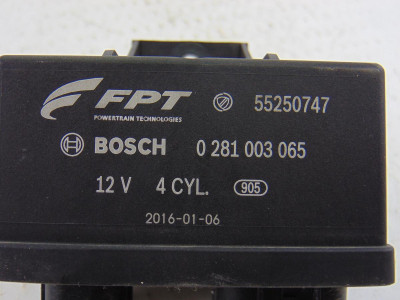 FPT 55250747
POWERTRAIN TECHNOLOGIES
BOSCH 0 281 003 065
12 V 4 CYL. 905
2016-01-06